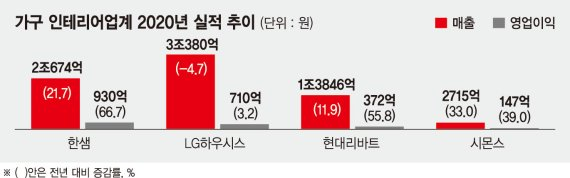 가구 인테리어업계 2020년 실적 추이 (단위 : 원)
매출 영업이익
2조674억 (21.7) 930억 (66.7)
3조380억 (-4.7) 710억 (3.2)
1조3846억 (11.9) 372억 (55.8)
2715억 (33.0) 147억 (39.0)
한샘 LG하우시스 현대리바트 시몬스
※ ( )안은 전년 대비 증감률, %